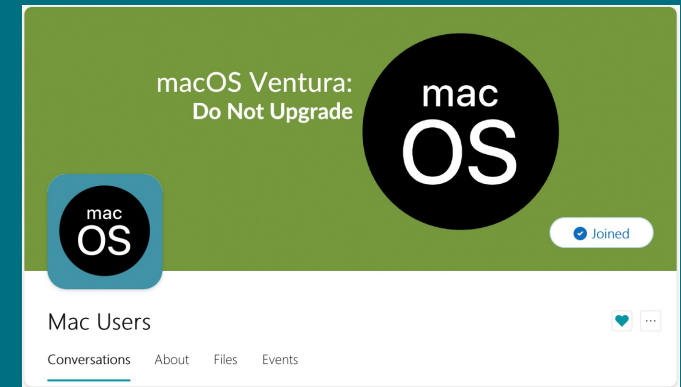 macOS Ventura:
Do Not Upgrade
mac
OS
mac
OS
Joined
Mac Users
Conversations About Files Events